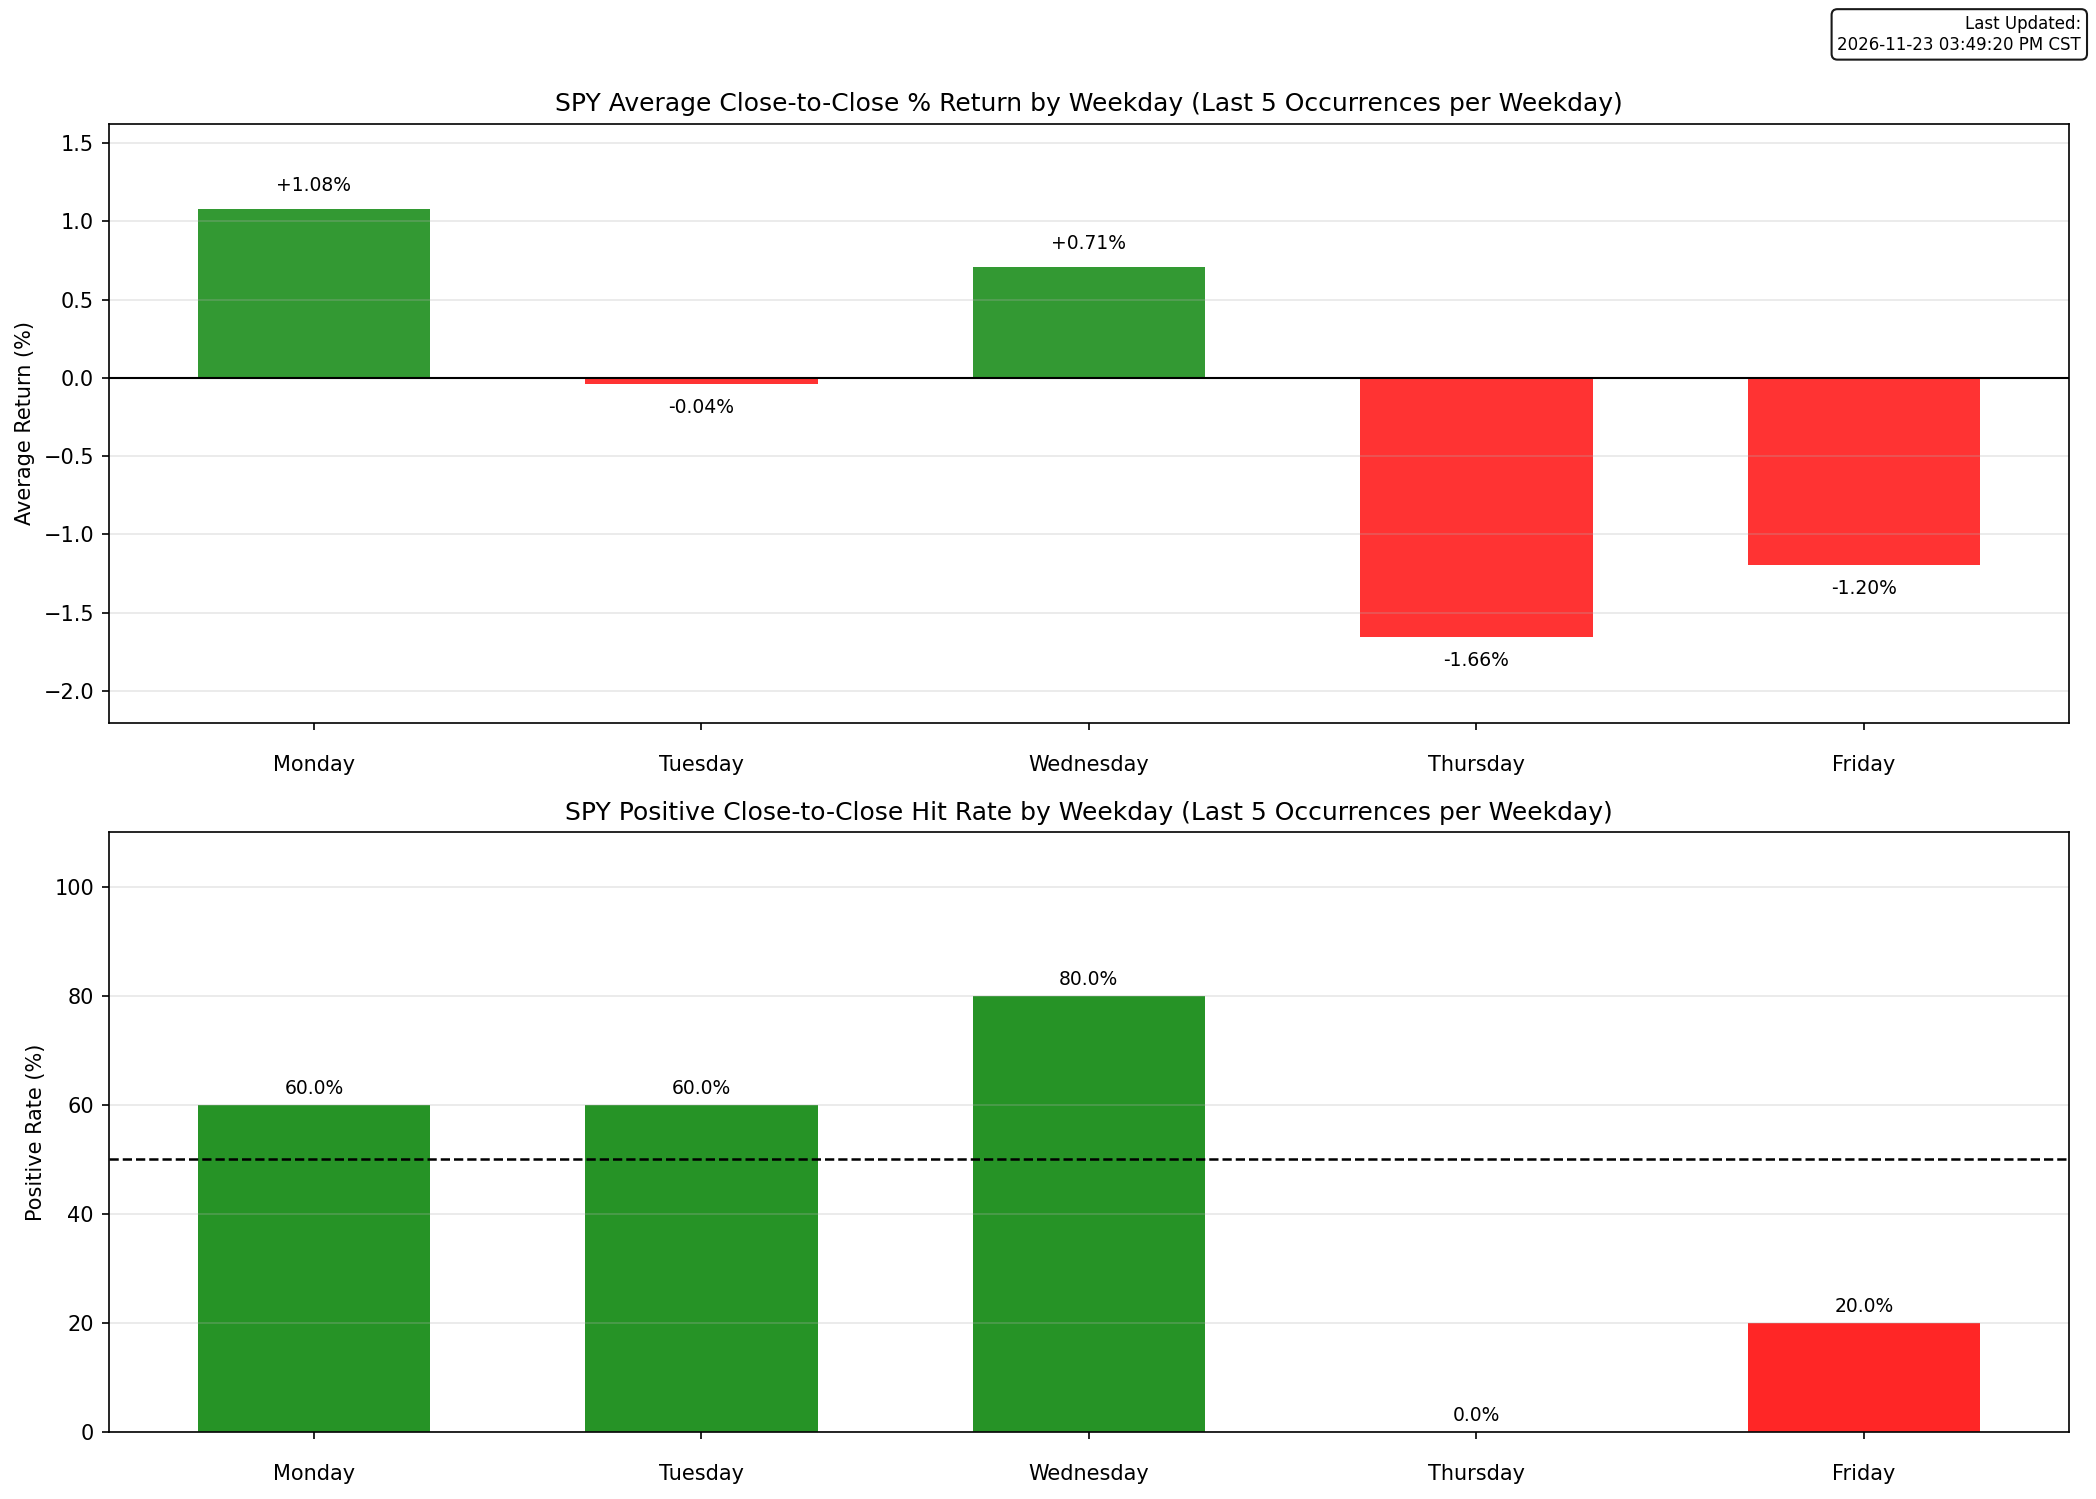 Last Updated:
2026-11-23 03:49:20 PM CST
SPY Average Close-to-Close % Return by Weekday (Last 5 Occurrences per Weekday)
Average Return (%)
1.5
1.0
0.5
0.0
−0.5
−1.0
−1.5
−2.0
+1.08%
-0.04%
+0.71%
-1.66%
-1.20%
Monday
Tuesday
Wednesday
Thursday
Friday
SPY Positive Close-to-Close Hit Rate by Weekday (Last 5 Occurrences per Weekday)
Positive Rate (%)
100
80
60
40
20
0
60.0%
60.0%
80.0%
0.0%
20.0%
Monday
Tuesday
Wednesday
Thursday
Friday